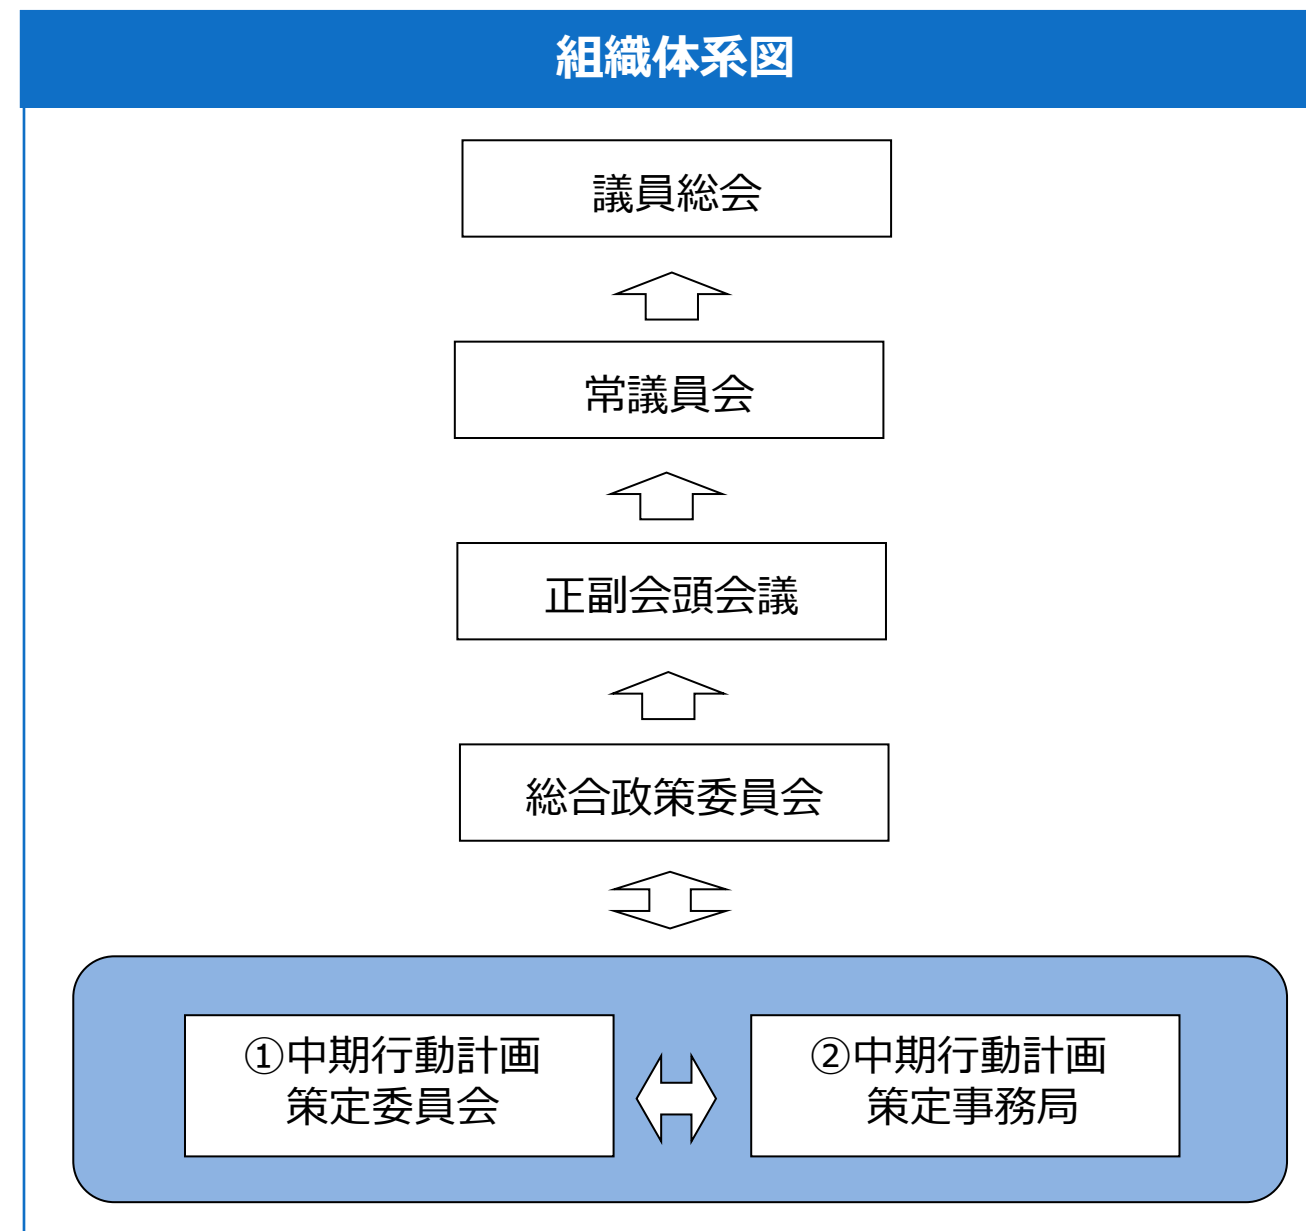 組織体系図
議員総会
常議員会
正副会頭会議
総合政策委員会
①中期行動計画
策定委員会
②中期行動計画
策定事務局